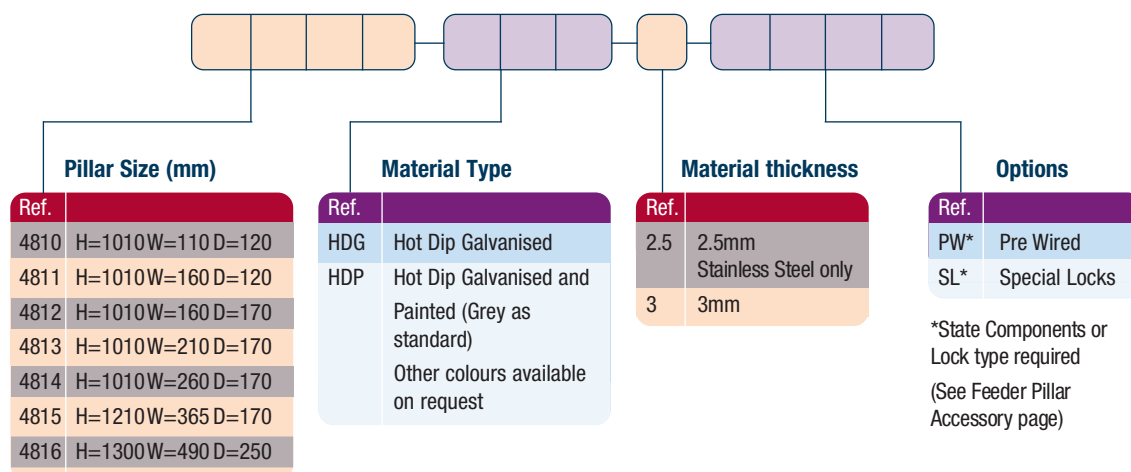 Pillar Size (mm)
Ref.
4810 H=1010 W=110 D=120
4811 H=1010 W=160 D=120
4812 H=1010 W=160 D=170
4813 H=1010 W=210 D=170
4814 H=1010 W=260 D=170
4815 H=1210 W=365 D=170
4816 H=1300 W=490 D=250
Material Type
Ref.
HDG Hot Dip Galvanised
HDP Hot Dip Galvanised and
Painted (Grey as
standard)
Other colours available
on request
Material thickness
Ref.
2.5 2.5mm
Stainless Steel only
3 3mm
Options
Ref.
PW* Pre Wired
SL* Special Locks
*State Components or
Lock type required
(See Feeder Pillar
Accessory page)